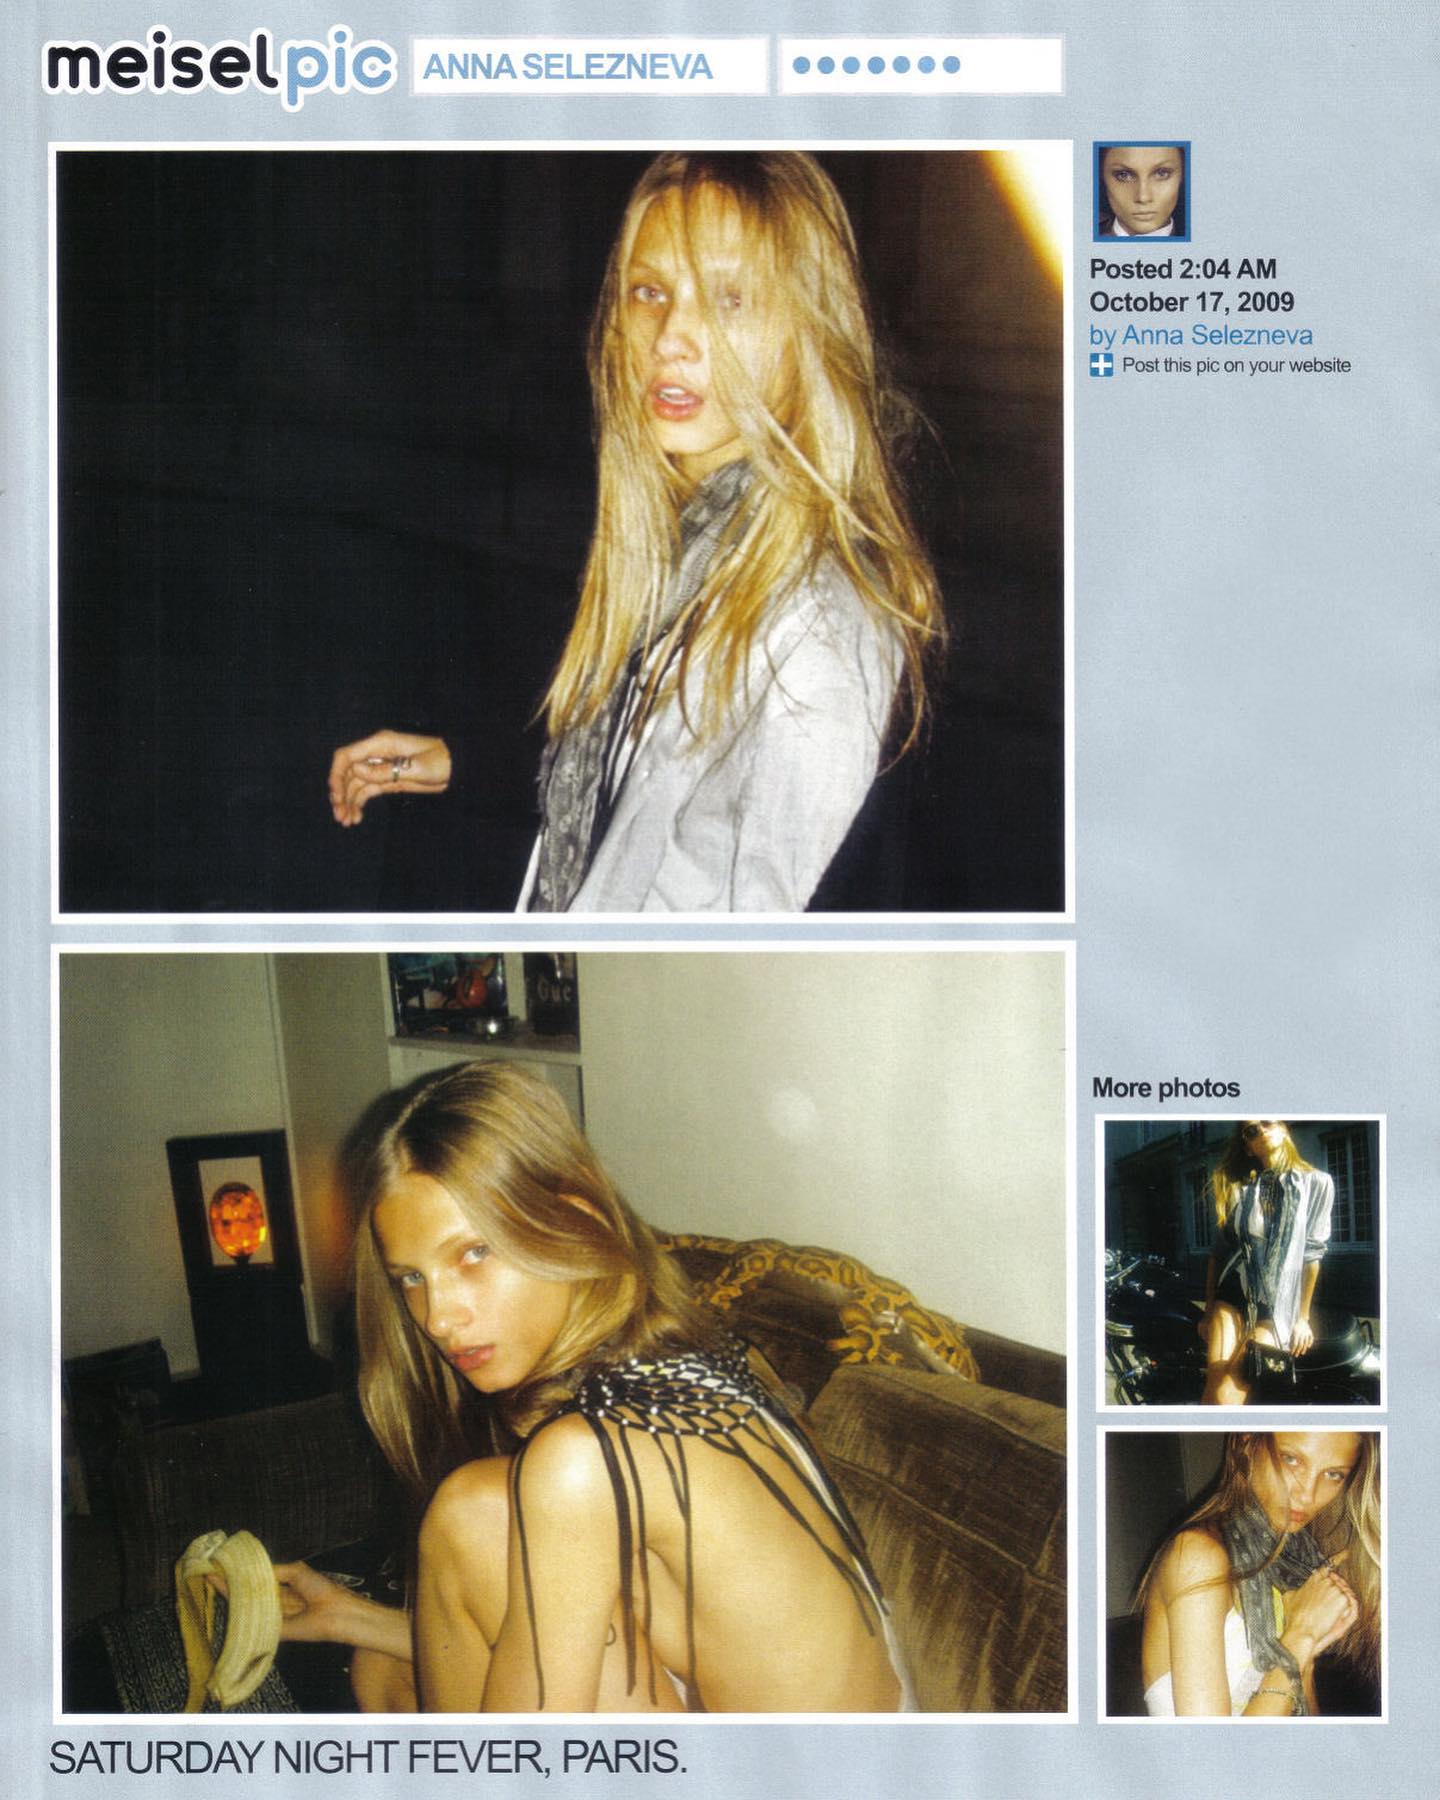 meiselpic
ANNA SELEZNEVA
Posted 2:04 AM
October 17, 2009
by Anna Selezneva
Post this pic on your website
Guc
More photos
SATURDAY NIGHT FEVER, PARIS.